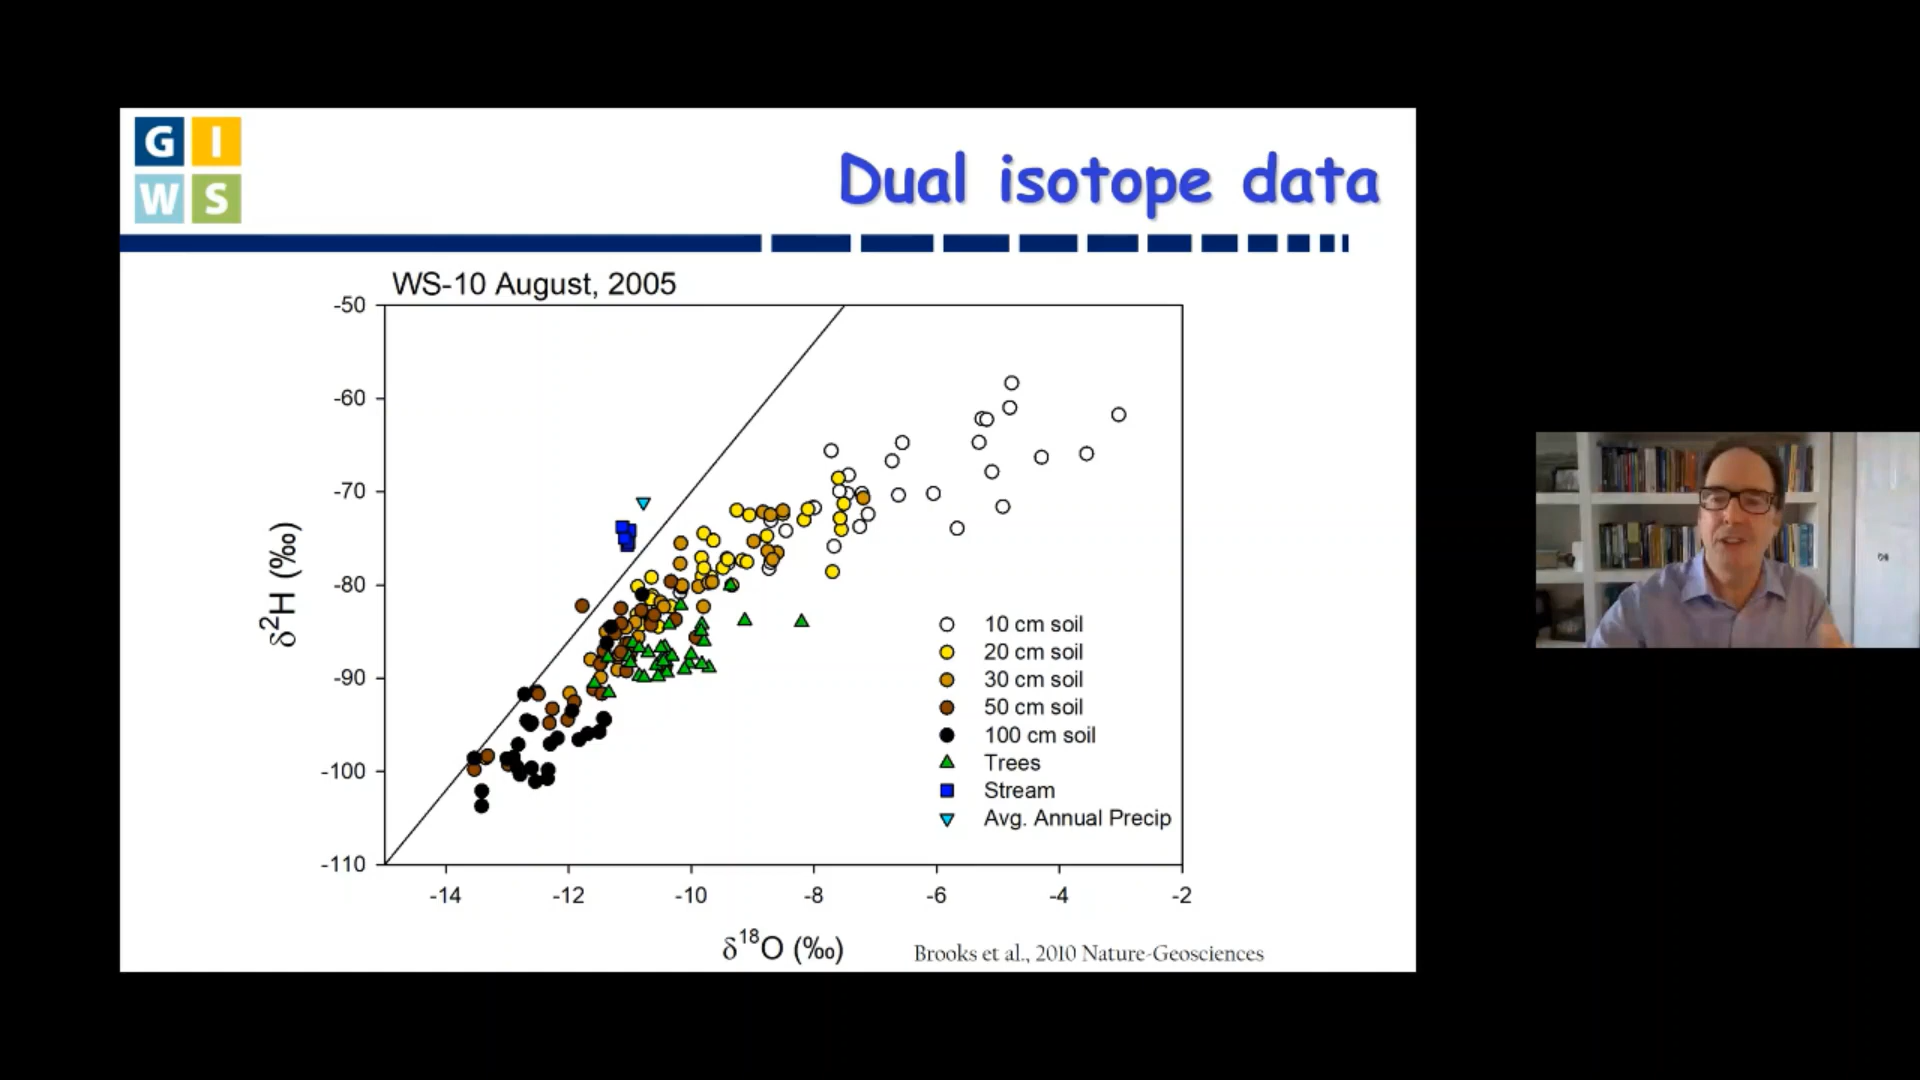 G I
W S
Dual isotope data
WS-10 August, 2005
-50
-60
-70
-80
-90
-100
-110
δ²H (‰)
10 cm soil
20 cm soil
30 cm soil
50 cm soil
100 cm soil
Trees
Stream
Avg. Annual Precip
-14 -12 -10 -8 -6 -4 -2
δ¹⁸O (‰)
Brooks et al., 2010 Nature-Geosciences